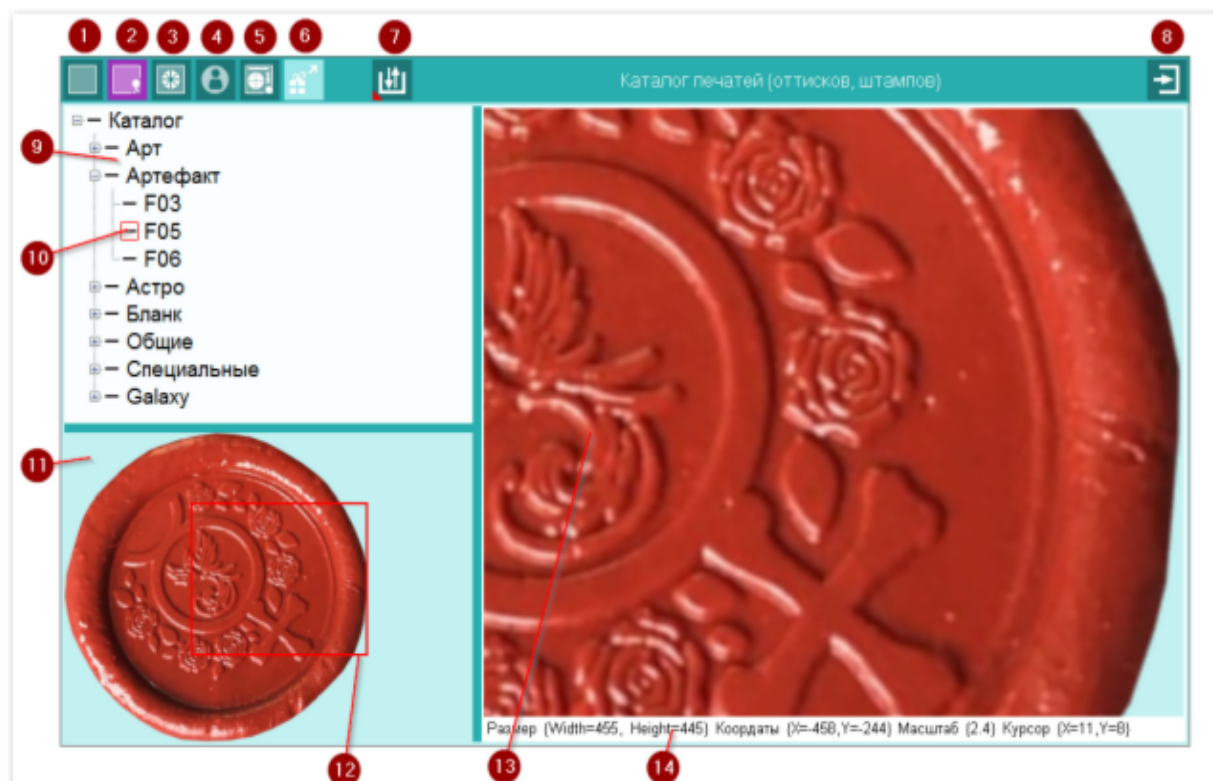 1 2 3 4 5 6 7 8
Каталог печатей (оттисков, штампов)
Каталог
9
Арт
Артефакт
F03
10
F05
F06
Астро
Бланк
Общие
Специальные
Galaxy
11
Размер {Width=455, Height=445} Коордаты {X=-458,Y=-244} Масштаб {2.4} Курсор {X=11,Y=8}
12 13 14